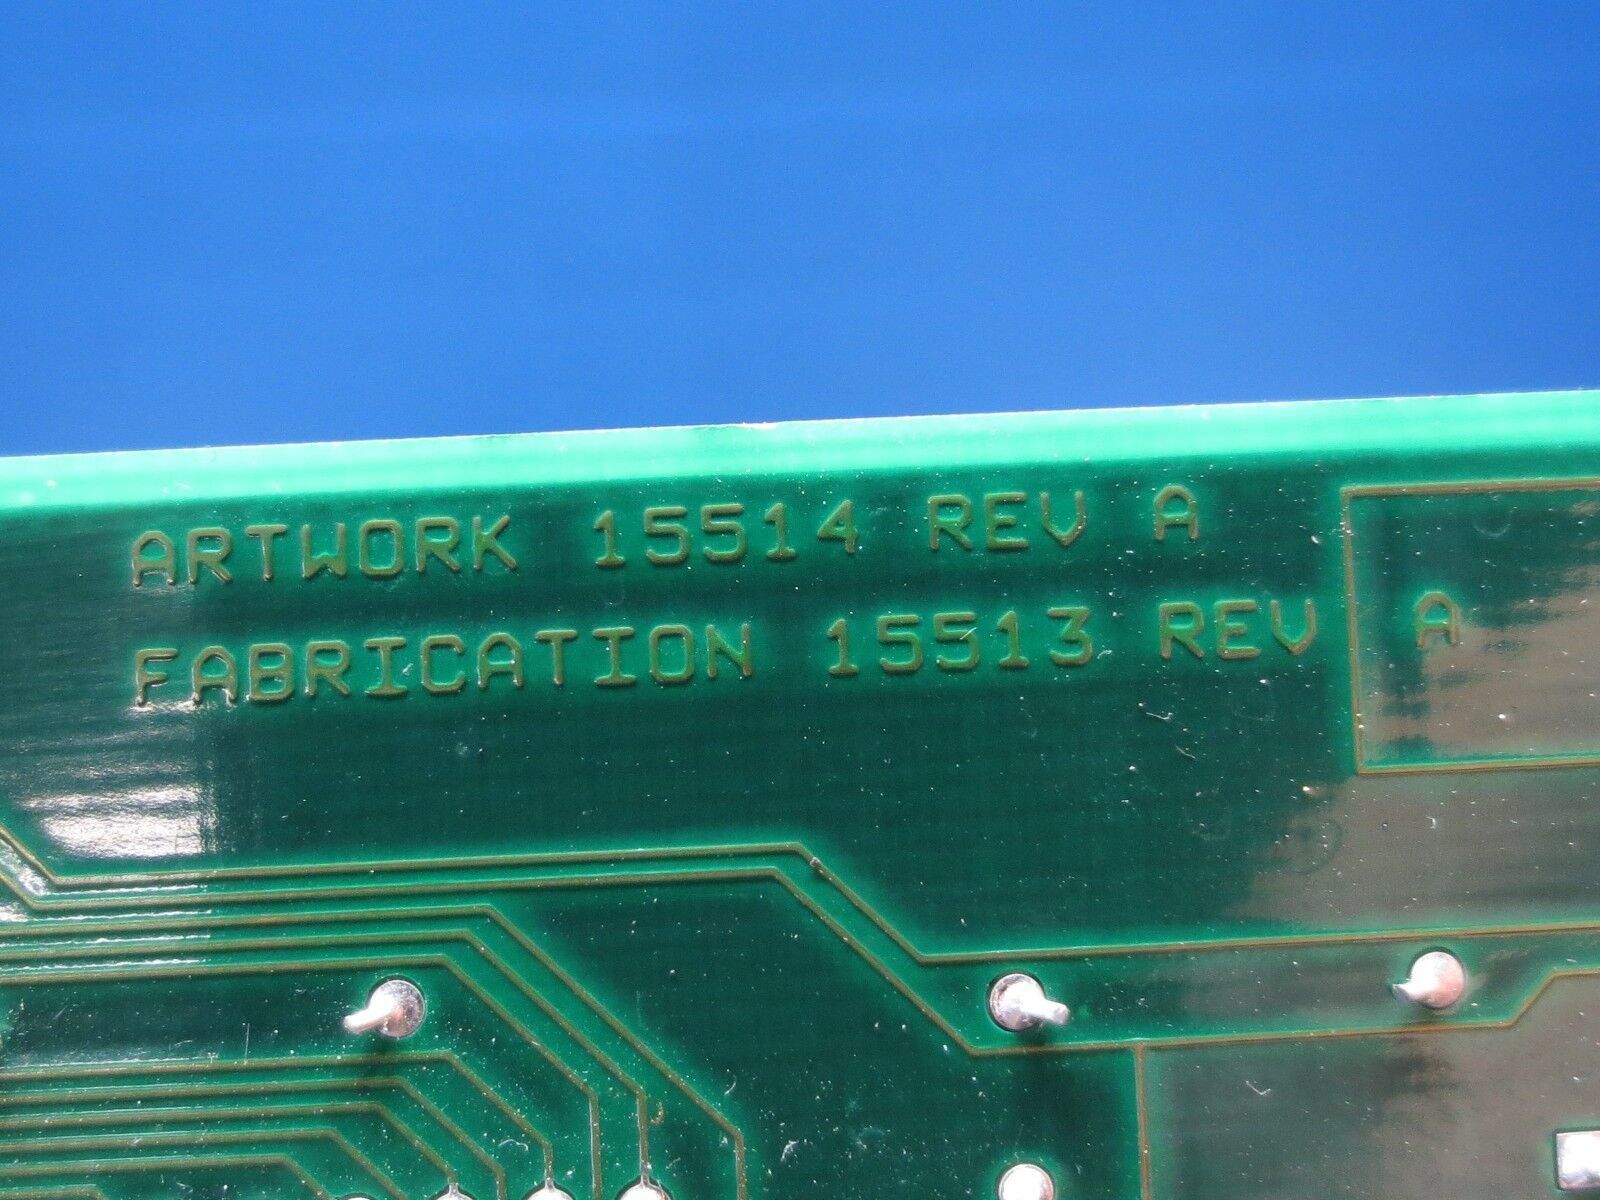 ARTWORK 15514 REV A
FABRICATION 15513 REV A